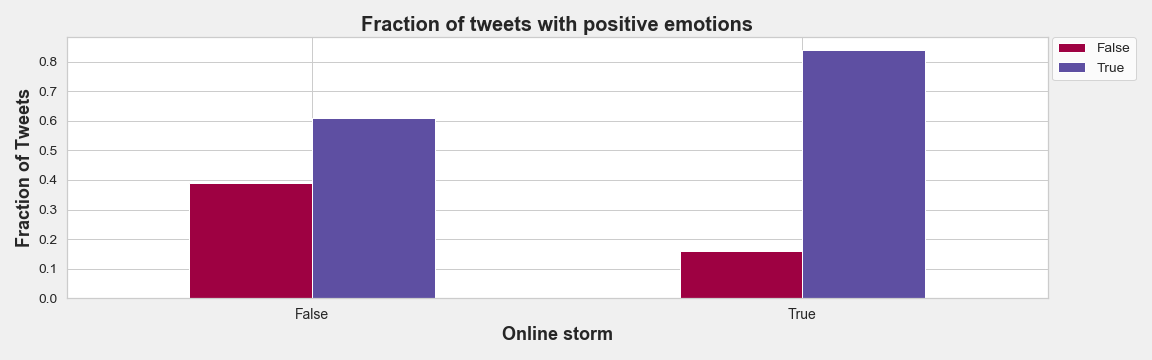 Fraction of tweets with positive emotions
False
True
Fraction of Tweets
0.8
0.7
0.6
0.5
0.4
0.3
0.2
0.1
0.0
False
True
Online storm